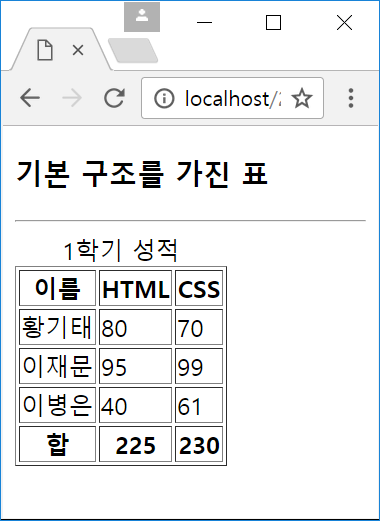 localhost/
기본 구조를 가진 표
1학기 성적
이름 HTML CSS
황기태 80 70
이재문 95 99
이병은 40 61
합 225 230